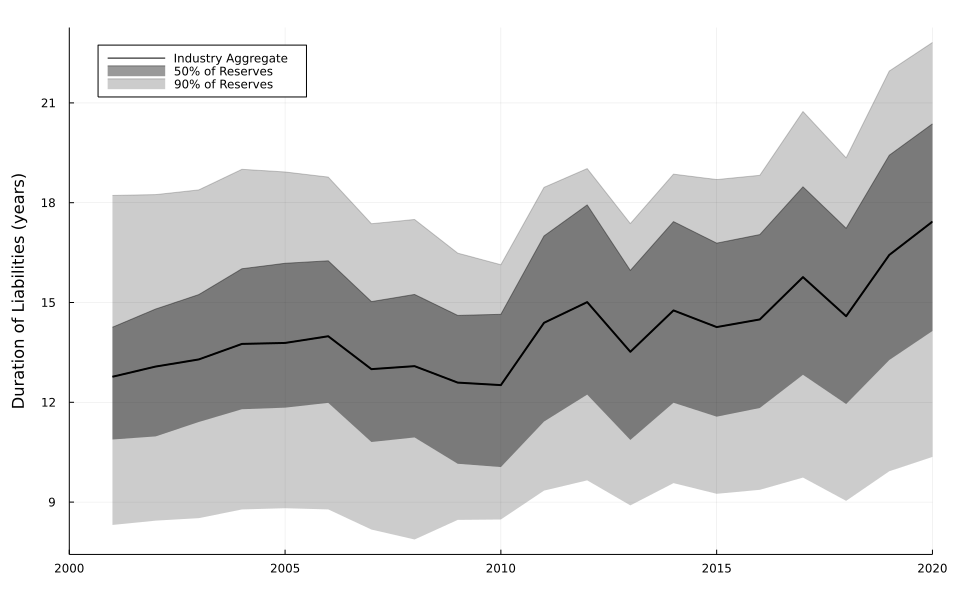 Industry Aggregate
50% of Reserves
90% of Reserves
Duration of Liabilities (years)
21
18
15
12
9
2000 2005 2010 2015 2020